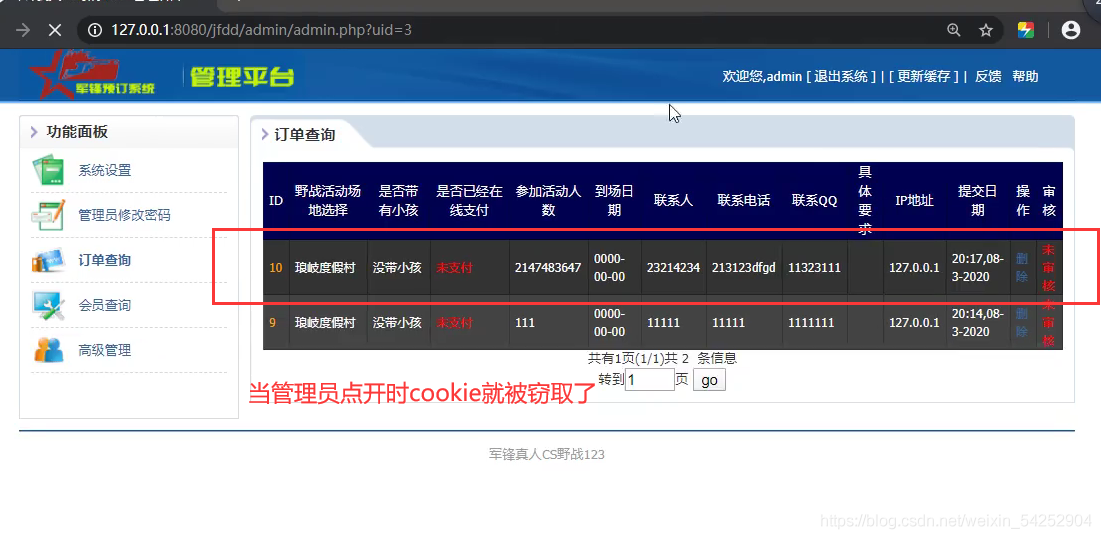 127.0.0.1:8080/jfdd/admin/admin.php?uid=3
军锋预订系统
管理平台
欢迎您,admin [ 退出系统 ] | [ 更新缓存 ] | 反馈 帮助
功能面板
系统设置
管理员修改密码
订单查询
会员查询
高级管理
订单查询
ID 野战活动场地选择 是否带有小孩 是否已经在线支付 参加活动人数 到场日期 联系人 联系电话 联系QQ 具体要求 IP地址 提交日期 操作 审核
10 琅岐度假村 没带小孩 未支付 2147483647 0000-00-00 23214234 213123dfgd 11323111 127.0.0.1 20:17,08-3-2020 删除 未审核
9 琅岐度假村 没带小孩 未支付 111 0000-00-00 11111 11111 1111111 127.0.0.1 20:14,08-3-2020 删除 未审核
共有1页(1/1)共 2 条信息
转到1页 go
当管理员点开时cookie就被窃取了
军锋真人CS野战123
https://blog.csdn.net/weixin_54252904